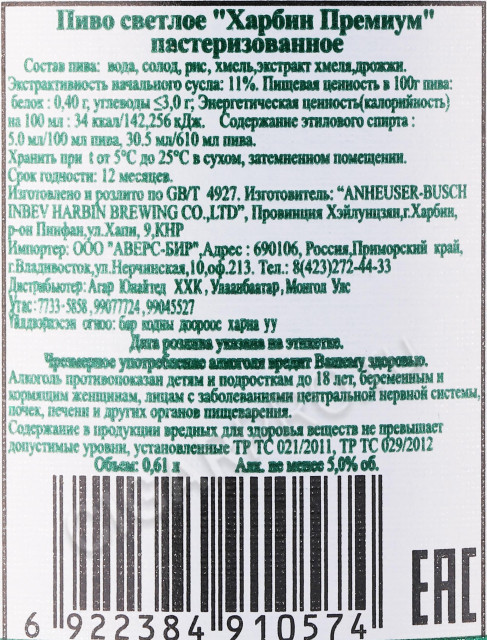 Пиво светлое "Харбин Премиум"
пастеризованное
Состав пива: вода, солод, рис, хмель,экстракт хмеля,дрожжи.
Экстрактивность начального сусла: 11%. Пищевая ценность в 100г пива:
белок : 0,40 г, углеводы ≤3,0 г; Энергетическая ценность(калорийность)
на 100 мл : 34 ккал/142,256 кДж. Содержание этилового спирта :
5.0 мл/100 мл пива, 30.5 мл/610 мл пива.
Хранить при t от 5°C до 25°C в сухом, затемненном помещении.
Срок годности: 12 месяцев.
Изготовлено и розлито по GB/T 4927. Изготовитель: “ANHEUSER-BUSCH
INBEV HARBIN BREWING CO.,LTD”, Провинция Хэйлунцзян,г.Харбин,
р-он Пинфан,ул.Хапи, 9,КНР
Импортер: ООО "АВЕРС-БИР",Адрес : 690106, Россия,Приморский край,
г.Владивосток,ул.Нерчинская,10,оф.213. Тел.: 8(423)272-44-33
Дистрибьютер: Агар Юнайтед ХХК, Улаанбаатар, Монгол Улс
Утас:7733-5858, 99077724, 99045527
Үйлдвэрлэсэн огноо: бар кодны доороос харна уу
Дата розлива указана на этикетке.
Чрезмерное употребление алкоголя вредит Вашему здоровью.
Алкоголь противопоказан детям и подросткам до 18 лет, беременным и
кормящим женщинам, лицам с заболеваниями центральной нервной системы,
почек, печени и других органов пищеварения.
Содержание в продукции вредных для здоровья веществ не превышает
допустимые уровни, установленные ТР ТС 021/2011, ТР ТС 029/2012
Объем: 0,61 л Алк. не менее 5,0% об.
EAC
6 922384 910574